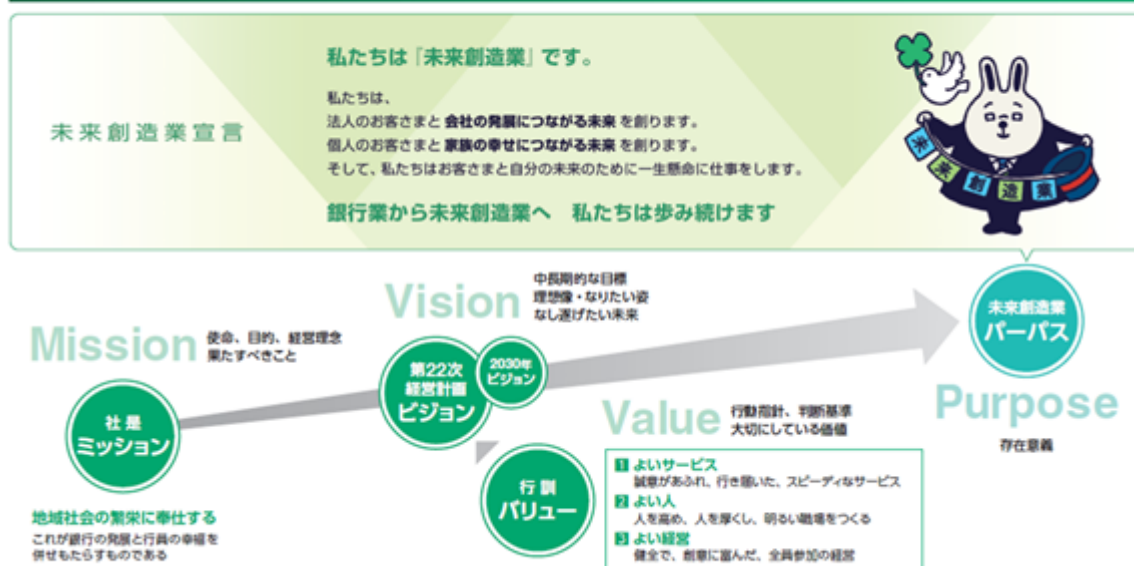 未来創造業宣言
私たちは『未来創造業』です。
私たちは、
法人のお客さまと 会社の発展につながる未来 を創ります。
個人のお客さまと 家族の幸せにつながる未来 を創ります。
そして、私たちはお客さまと自分の未来のために一生懸命に仕事をします。
銀行業から未来創造業へ 私たちは歩み続けます
未来創造業
Mission
使命、目的、経営理念
果たすべきこと
社是
ミッション
地域社会の繁栄に奉仕する
これが銀行の発展と行員の幸福を
併せもたらすものである
Vision
中長期的な目標
理想像・なりたい姿
なし遂げたい未来
第22次
経営計画
ビジョン
2030年
ビジョン
行訓
バリュー
Value
行動指針、判断基準
大切にしている価値
1 よいサービス
誠意があふれ、行き届いた、スピーディなサービス
2 よい人
人を高め、人を厚くし、明るい職場をつくる
3 よい経営
健全で、創意に富んだ、全員参加の経営
未来創造業
パーパス
Purpose
存在意義